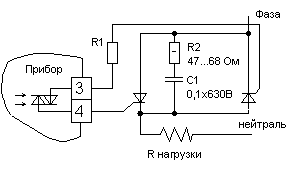 Фаза
R1
R2
47...68 Ом
Прибор
C1
3
0,1x630В
4
нейтраль
R нагрузки